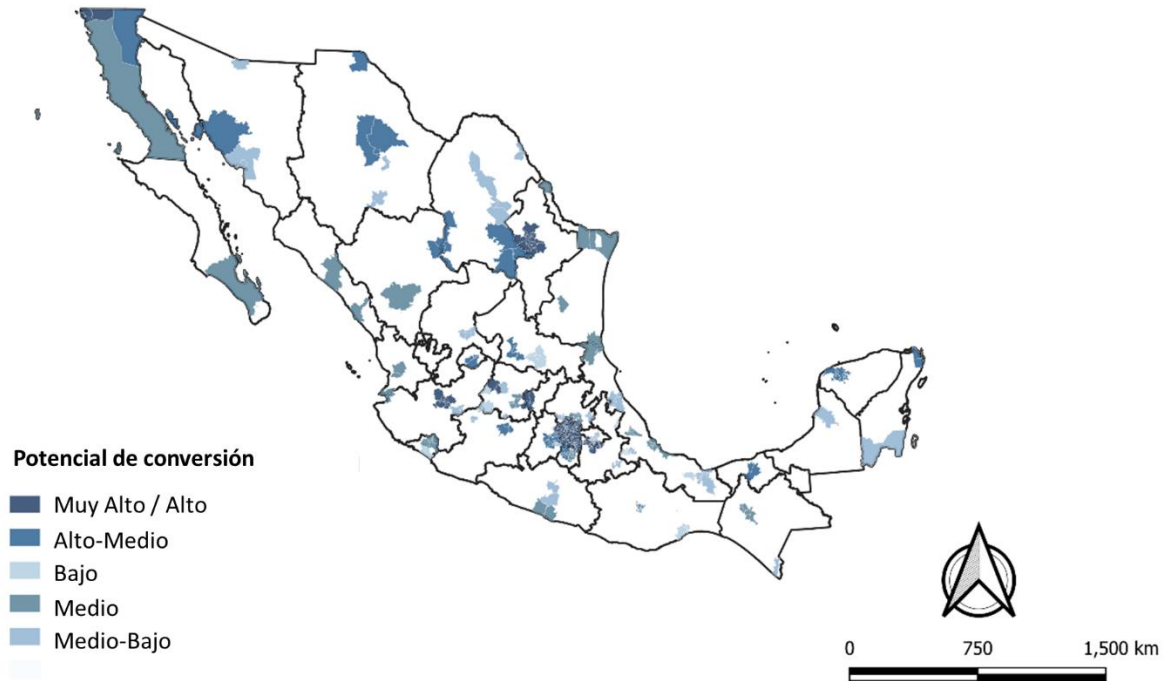 Potencial de conversión
Muy Alto / Alto
Alto-Medio
Bajo
Medio
Medio-Bajo
0 750 1,500 km